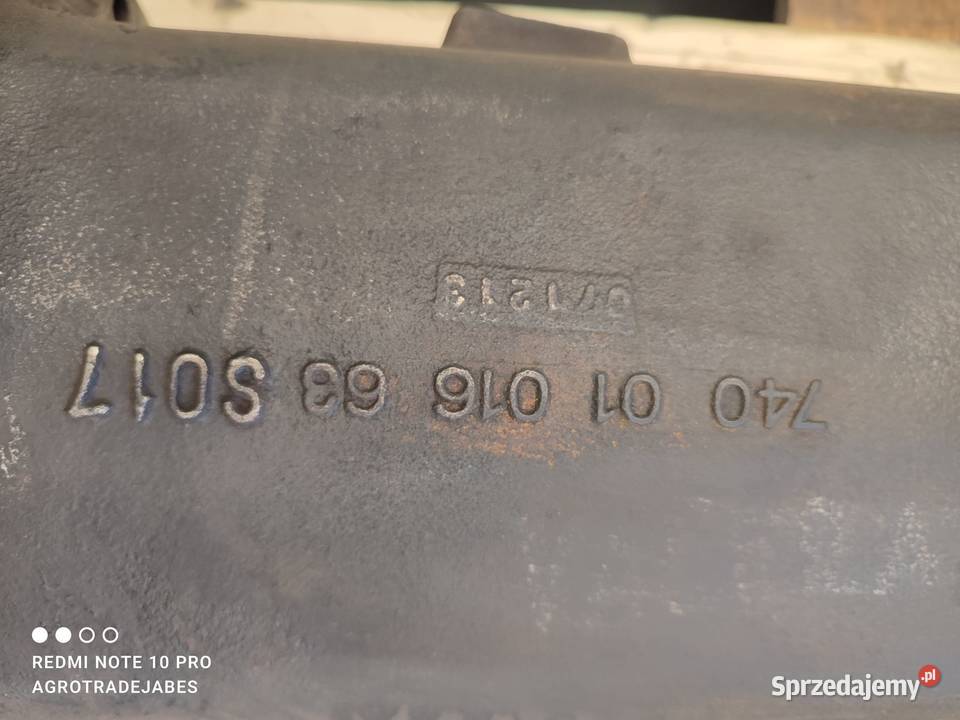 740 01 016 63 S017
REDMI NOTE 10 PRO
AGROTRADEJABES
Sprzedajemy.pl